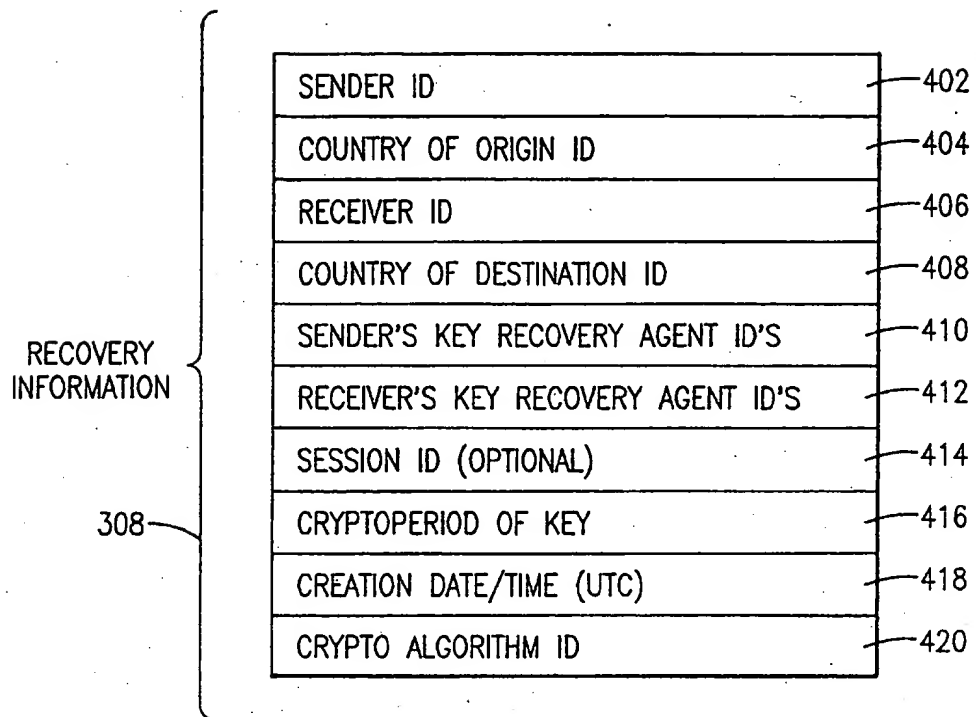 SENDER ID 402
COUNTRY OF ORIGIN ID 404
RECEIVER ID 406
COUNTRY OF DESTINATION ID 408
SENDER'S KEY RECOVERY AGENT ID'S 410
RECOVERY INFORMATION
RECEIVER'S KEY RECOVERY AGENT ID'S 412
SESSION ID (OPTIONAL) 414
308
CRYPTOPERIOD OF KEY 416
CREATION DATE/TIME (UTC) 418
CRYPTO ALGORITHM ID 420